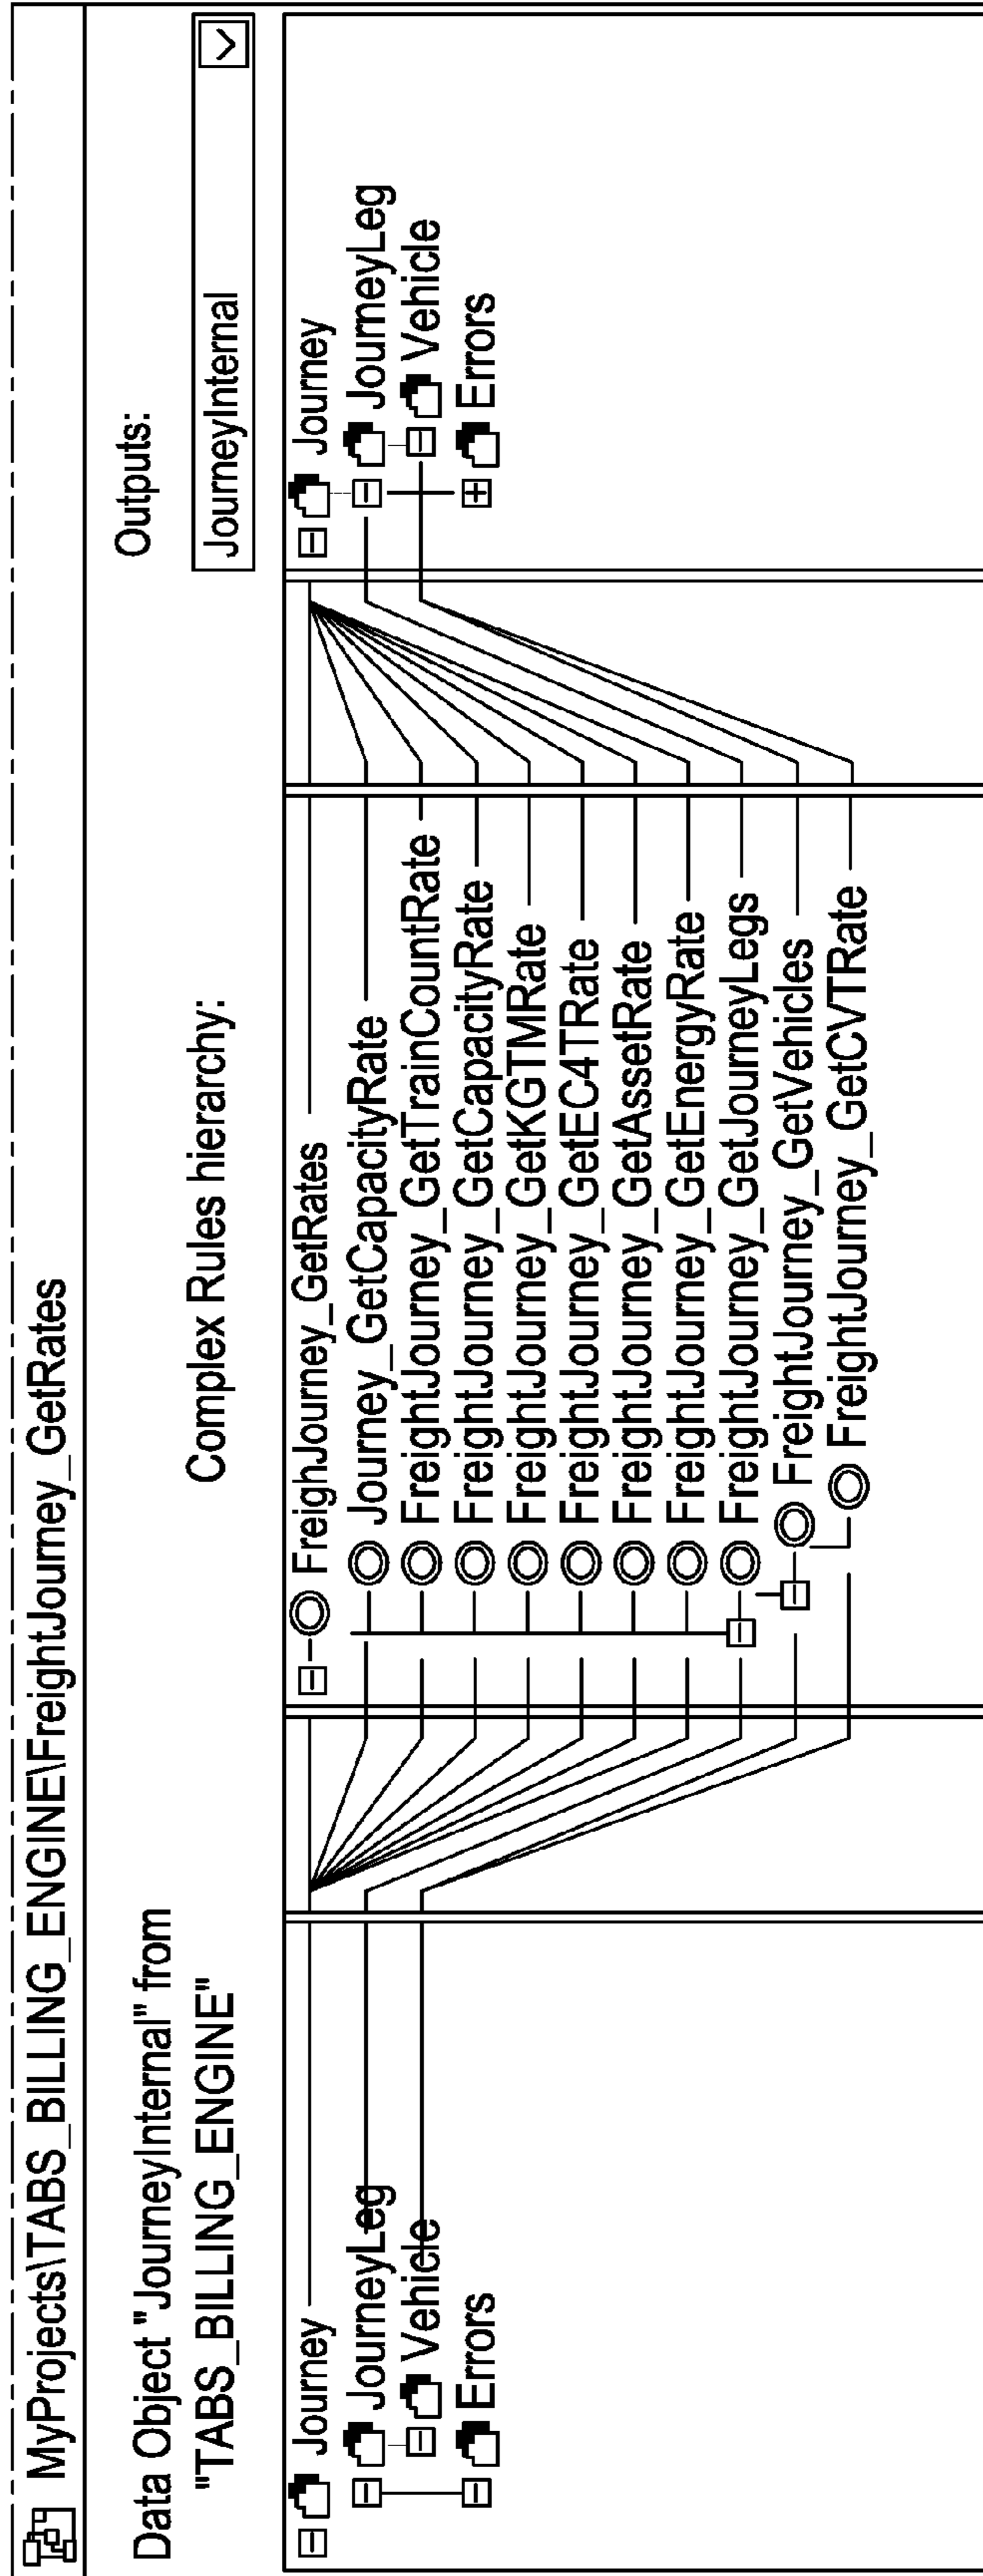 MyProjects\TABS_BILLING_ENGINE\FreightJourney_GetRates
Data Object "JourneyInternal" from
"TABS_BILLING_ENGINE"
Complex Rules hierarchy:
Outputs:
JourneyInternal
Journey
JourneyLeg
Vehicle
Errors
FreighJourney_GetRates
Journey_GetCapacityRate
FreightJourney_GetTrainCountRate
FreightJourney_GetCapacityRate
FreightJourney_GetKGTMRate
FreightJourney_GetEC4TRate
FreightJourney_GetAssetRate
FreightJourney_GetEnergyRate
FreightJourney_GetJourneyLegs
FreightJourney_GetVehicles
FreightJourney_GetCVTRate
Journey
JourneyLeg
Vehicle
Errors